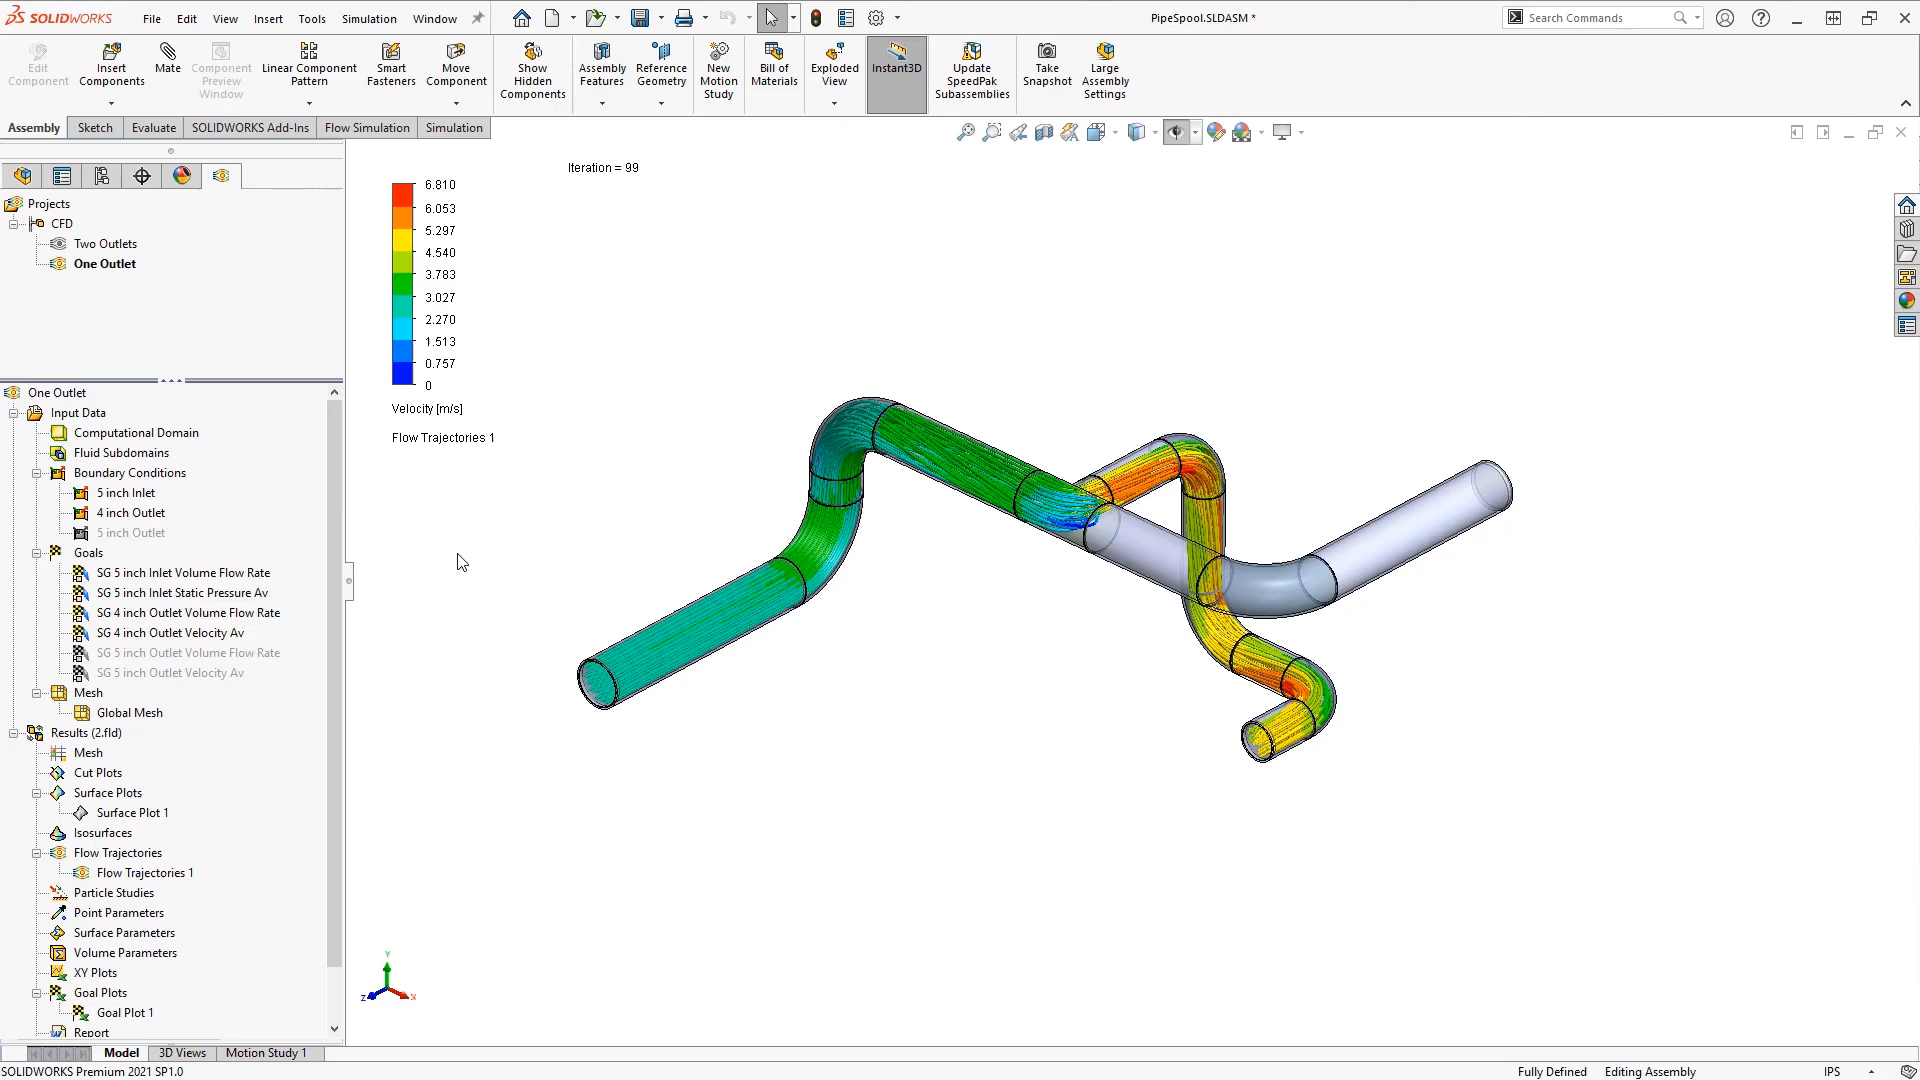 SOLIDWORKS
File Edit View Insert Tools Simulation Window
PipeSpool.SLDASM *
Search Commands
Edit Component
Insert Components
Mate
Component Preview Window
Linear Component Pattern
Smart Fasteners
Move Component
Show Hidden Components
Assembly Features
Reference Geometry
New Motion Study
Bill of Materials
Exploded View
Instant3D
Update SpeedPak Subassemblies
Take Snapshot
Large Assembly Settings
Assembly Sketch Evaluate SOLIDWORKS Add-Ins Flow Simulation Simulation
Projects
CFD
Two Outlets
One Outlet
One Outlet
Input Data
Computational Domain
Fluid Subdomains
Boundary Conditions
5 inch Inlet
4 inch Outlet
5 inch Outlet
Goals
SG 5 inch Inlet Volume Flow Rate
SG 5 inch Inlet Static Pressure Av
SG 4 inch Outlet Volume Flow Rate
SG 4 inch Outlet Velocity Av
SG 5 inch Outlet Volume Flow Rate
SG 5 inch Outlet Velocity Av
Mesh
Global Mesh
Results (2.fld)
Mesh
Cut Plots
Surface Plots
Surface Plot 1
Isosurfaces
Flow Trajectories
Flow Trajectories 1
Particle Studies
Point Parameters
Surface Parameters
Volume Parameters
XY Plots
Goal Plots
Goal Plot 1
Report
Iteration = 99
6.810
6.053
5.297
4.540
3.783
3.027
2.270
1.513
0.757
0
Velocity [m/s]
Flow Trajectories 1
Y
Z
X
Model 3D Views Motion Study 1
SOLIDWORKS Premium 2021 SP1.0
Fully Defined Editing Assembly IPS